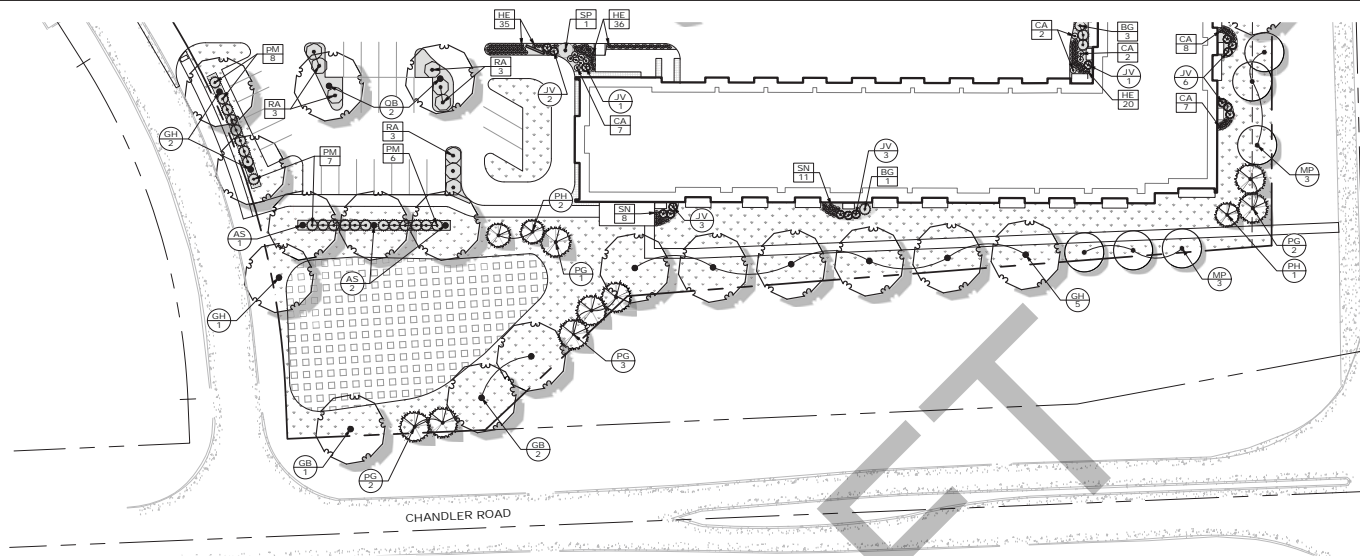 HE
35
SP
1
HE
36
CA
2
BG
3
CA
2
JV
1
HE
20
CA
8
JV
6
CA
7
PM
8
RA
3
RA
3
OB
2
JV
2
JV
1
CA
7
GH
2
PM
7
RA
3
PM
6
SN
11
JV
3
BG
1
MP
3
PH
2
SN
8
JV
3
AS
1
AS
2
PG
1
PG
2
PH
1
MP
3
GH
1
GH
5
PG
3
GB
1
PG
2
GB
2
CHANDLER ROAD
CT